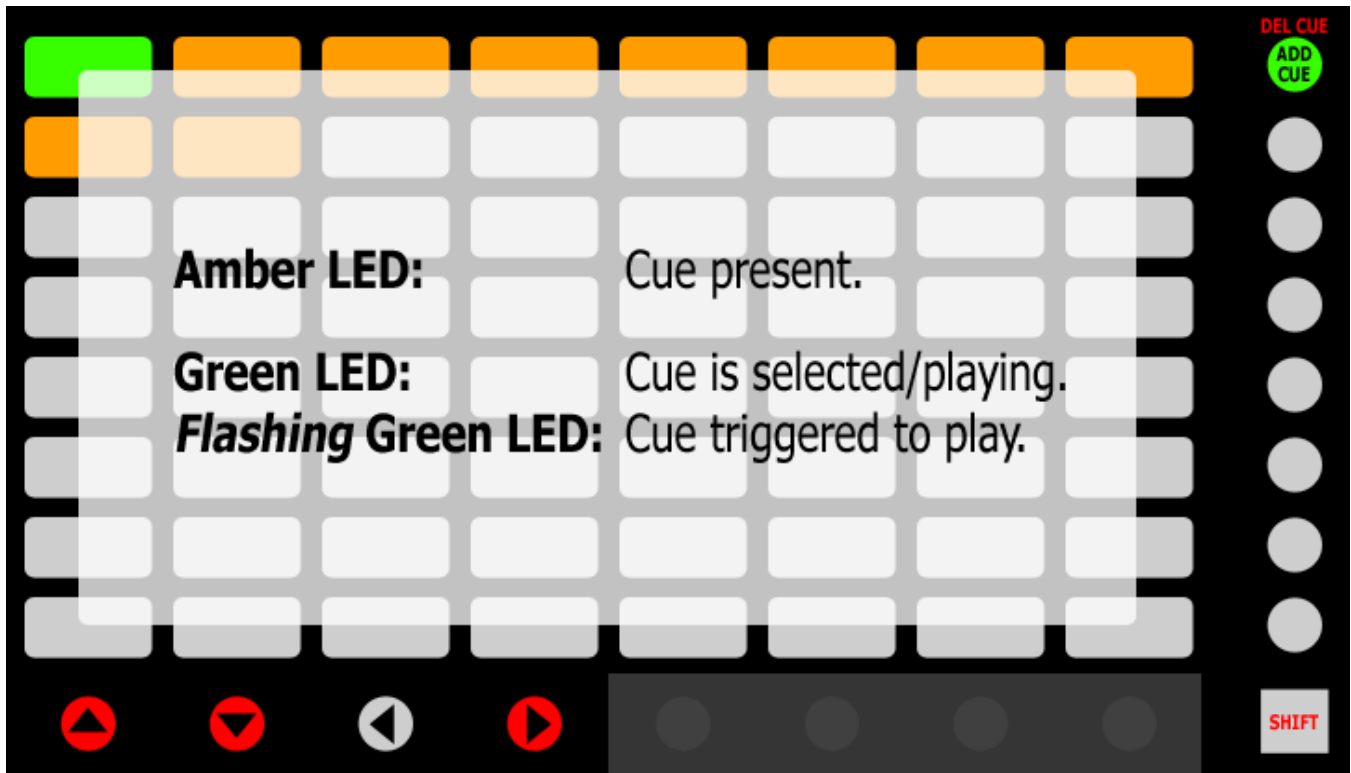 DEL CUE
ADD
CUE
Amber LED: Cue present.
Green LED: Cue is selected/playing.
Flashing Green LED: Cue triggered to play.
SHIFT